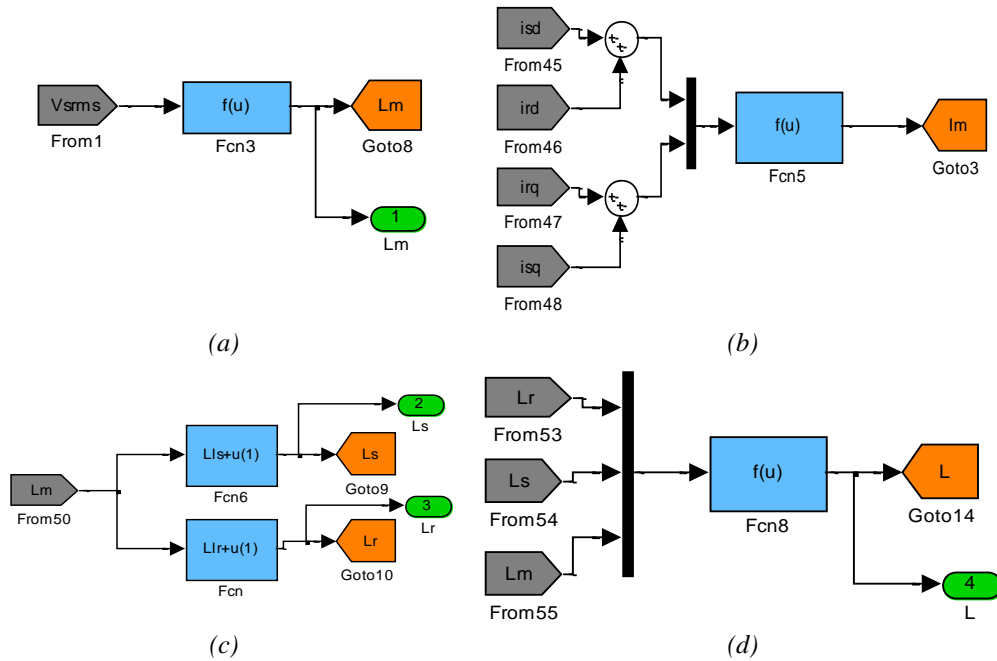 Vsrms
From1
f(u)
Fcn3
Lm
Goto8
1
Lm
(a)
isd
From45
ird
From46
irq
From47
isq
From48
+
+
+
+
f(u)
Fcn5
Im
Goto3
(b)
Lm
From50
Lls+u(1)
Fcn6
Llr+u(1)
Fcn
2
Ls
Ls
Goto9
3
Lr
Lr
Goto10
(c)
Lr
From53
Ls
From54
Lm
From55
f(u)
Fcn8
L
Goto14
4
L
(d)